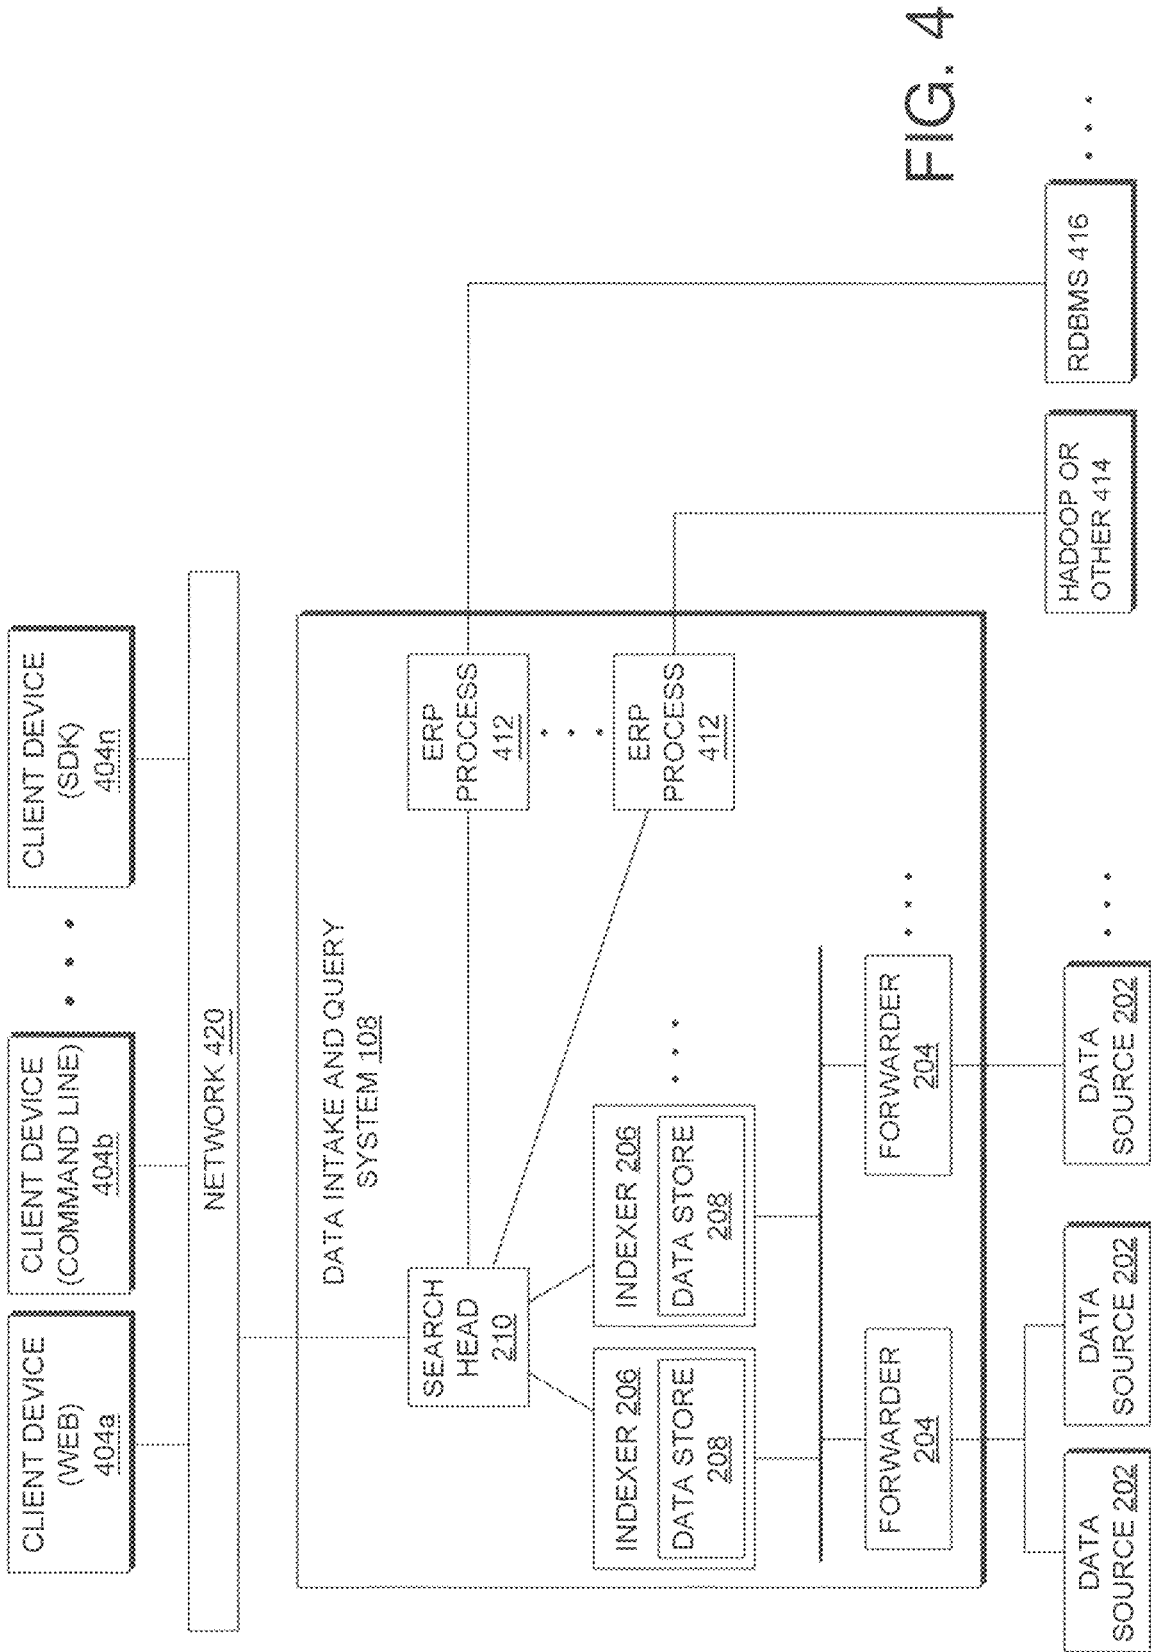 CLIENT DEVICE
(WEB)
404a
CLIENT DEVICE
(COMMAND LINE)
404b
CLIENT DEVICE
(SDK)
404n
NETWORK 420
DATA INTAKE AND QUERY
SYSTEM 108
SEARCH
HEAD
210
ERP
PROCESS
412
ERP
PROCESS
412
INDEXER 206
DATA STORE
208
INDEXER 206
DATA STORE
208
FORWARDER
204
FORWARDER
204
DATA
SOURCE 202
DATA
SOURCE 202
DATA
SOURCE 202
HADOOP OR
OTHER 414
RDBMS 416
FIG. 4